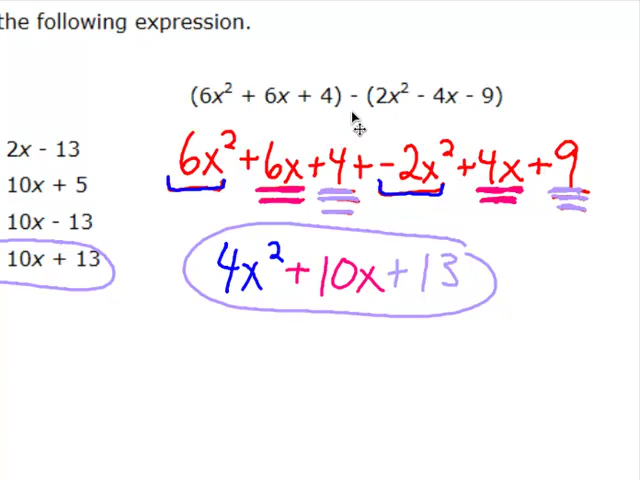 the following expression.
(6x² + 6x + 4) - (2x² - 4x - 9)
6x² + 6x + 4 + -2x² + 4x + 9
2x - 13
10x + 5
10x - 13
10x + 13
4x² + 10x + 13